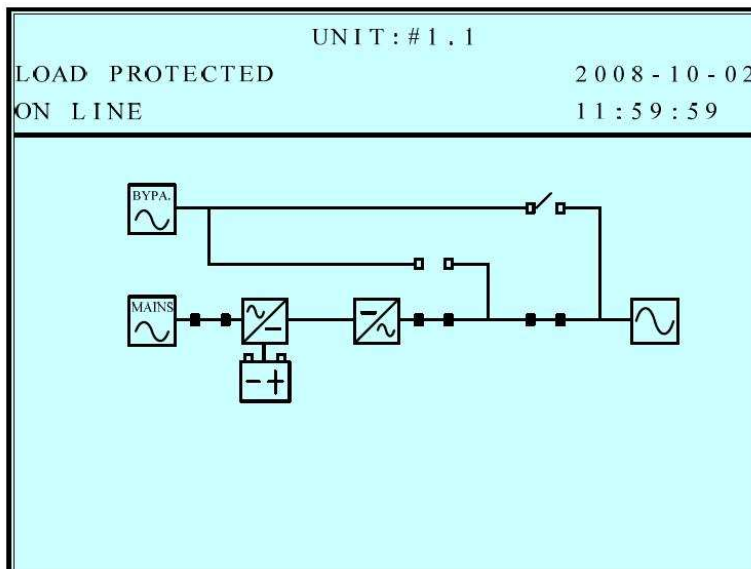 UNIT:#1.1
LOAD PROTECTED 2008-10-02
ON LINE 11:59:59
BYPA.
MAINS